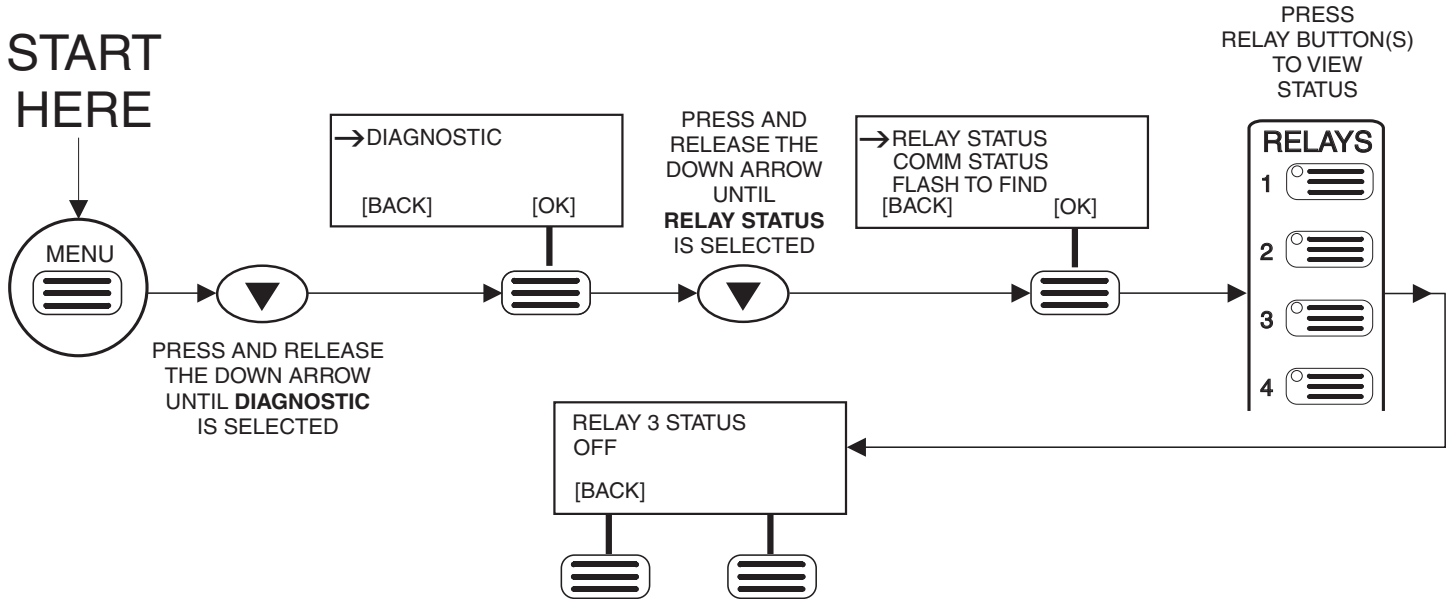 START
HERE
MENU
PRESS AND RELEASE
THE DOWN ARROW
UNTIL DIAGNOSTIC
IS SELECTED
→DIAGNOSTIC
[BACK] [OK]
PRESS AND
RELEASE THE
DOWN ARROW
UNTIL
RELAY STATUS
IS SELECTED
→RELAY STATUS
COMM STATUS
FLASH TO FIND
[BACK] [OK]
PRESS
RELAY BUTTON(S)
TO VIEW
STATUS
RELAYS
1
2
3
4
RELAY 3 STATUS
OFF
[BACK]